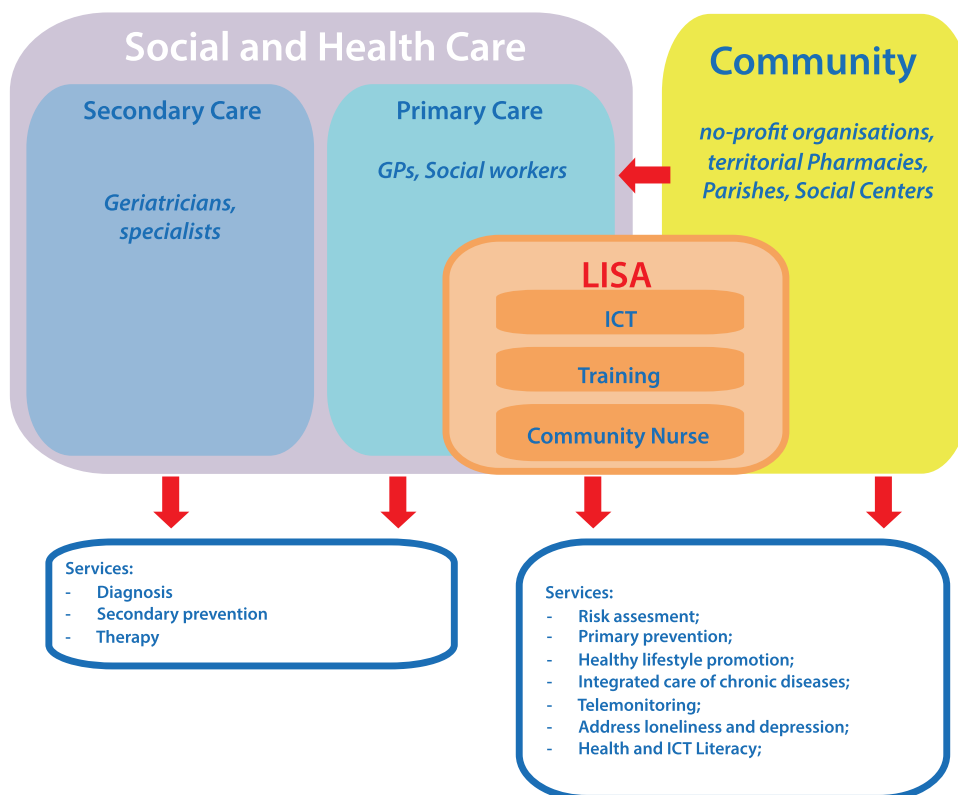 Social and Health Care
Secondary Care
Geriatricians,
specialists
Primary Care
GPs, Social workers
Community
no-profit organisations,
territorial Pharmacies,
Parishes, Social Centers
LISA
ICT
Training
Community Nurse
Services:
- Diagnosis
- Secondary prevention
- Therapy
Services:
- Risk assesment;
- Primary prevention;
- Healthy lifestyle promotion;
- Integrated care of chronic diseases;
- Telemonitoring;
- Address loneliness and depression;
- Health and ICT Literacy;